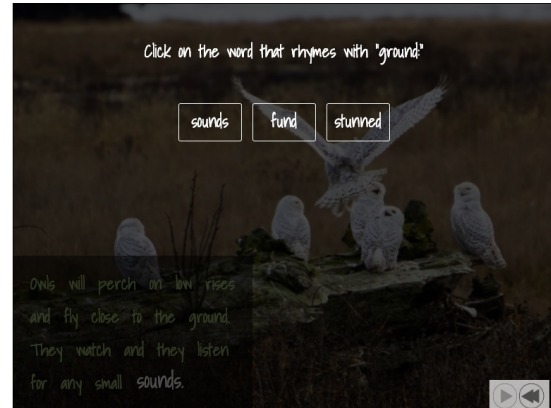 Click on the word that rhymes with "ground:"
sounds fund stunned
Owls will perch on low rises
and fly close to the ground.
They watch and they listen
for any small sounds.